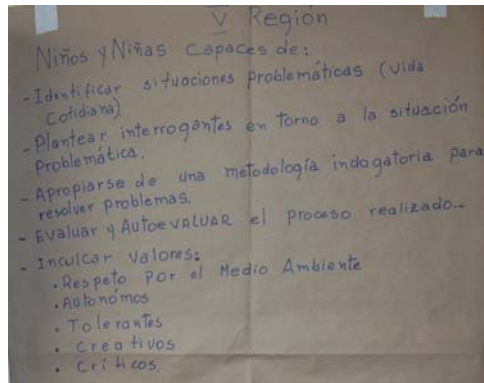 V Región
Niños y Niñas capaces de:
- Identificar situaciones problemáticas (vida
cotidiana)
- Plantear interrogantes en torno a la situación
problemática.
- Apropiarse de una metodología indagatoria para
resolver problemas.
- Evaluar y AutoeVALUAR el proceso realizado...
- Inculcar valores:
• Respeto por el Medio Ambiente
• Autonómos
• Tolerantes
• Creativos
• Críticos.